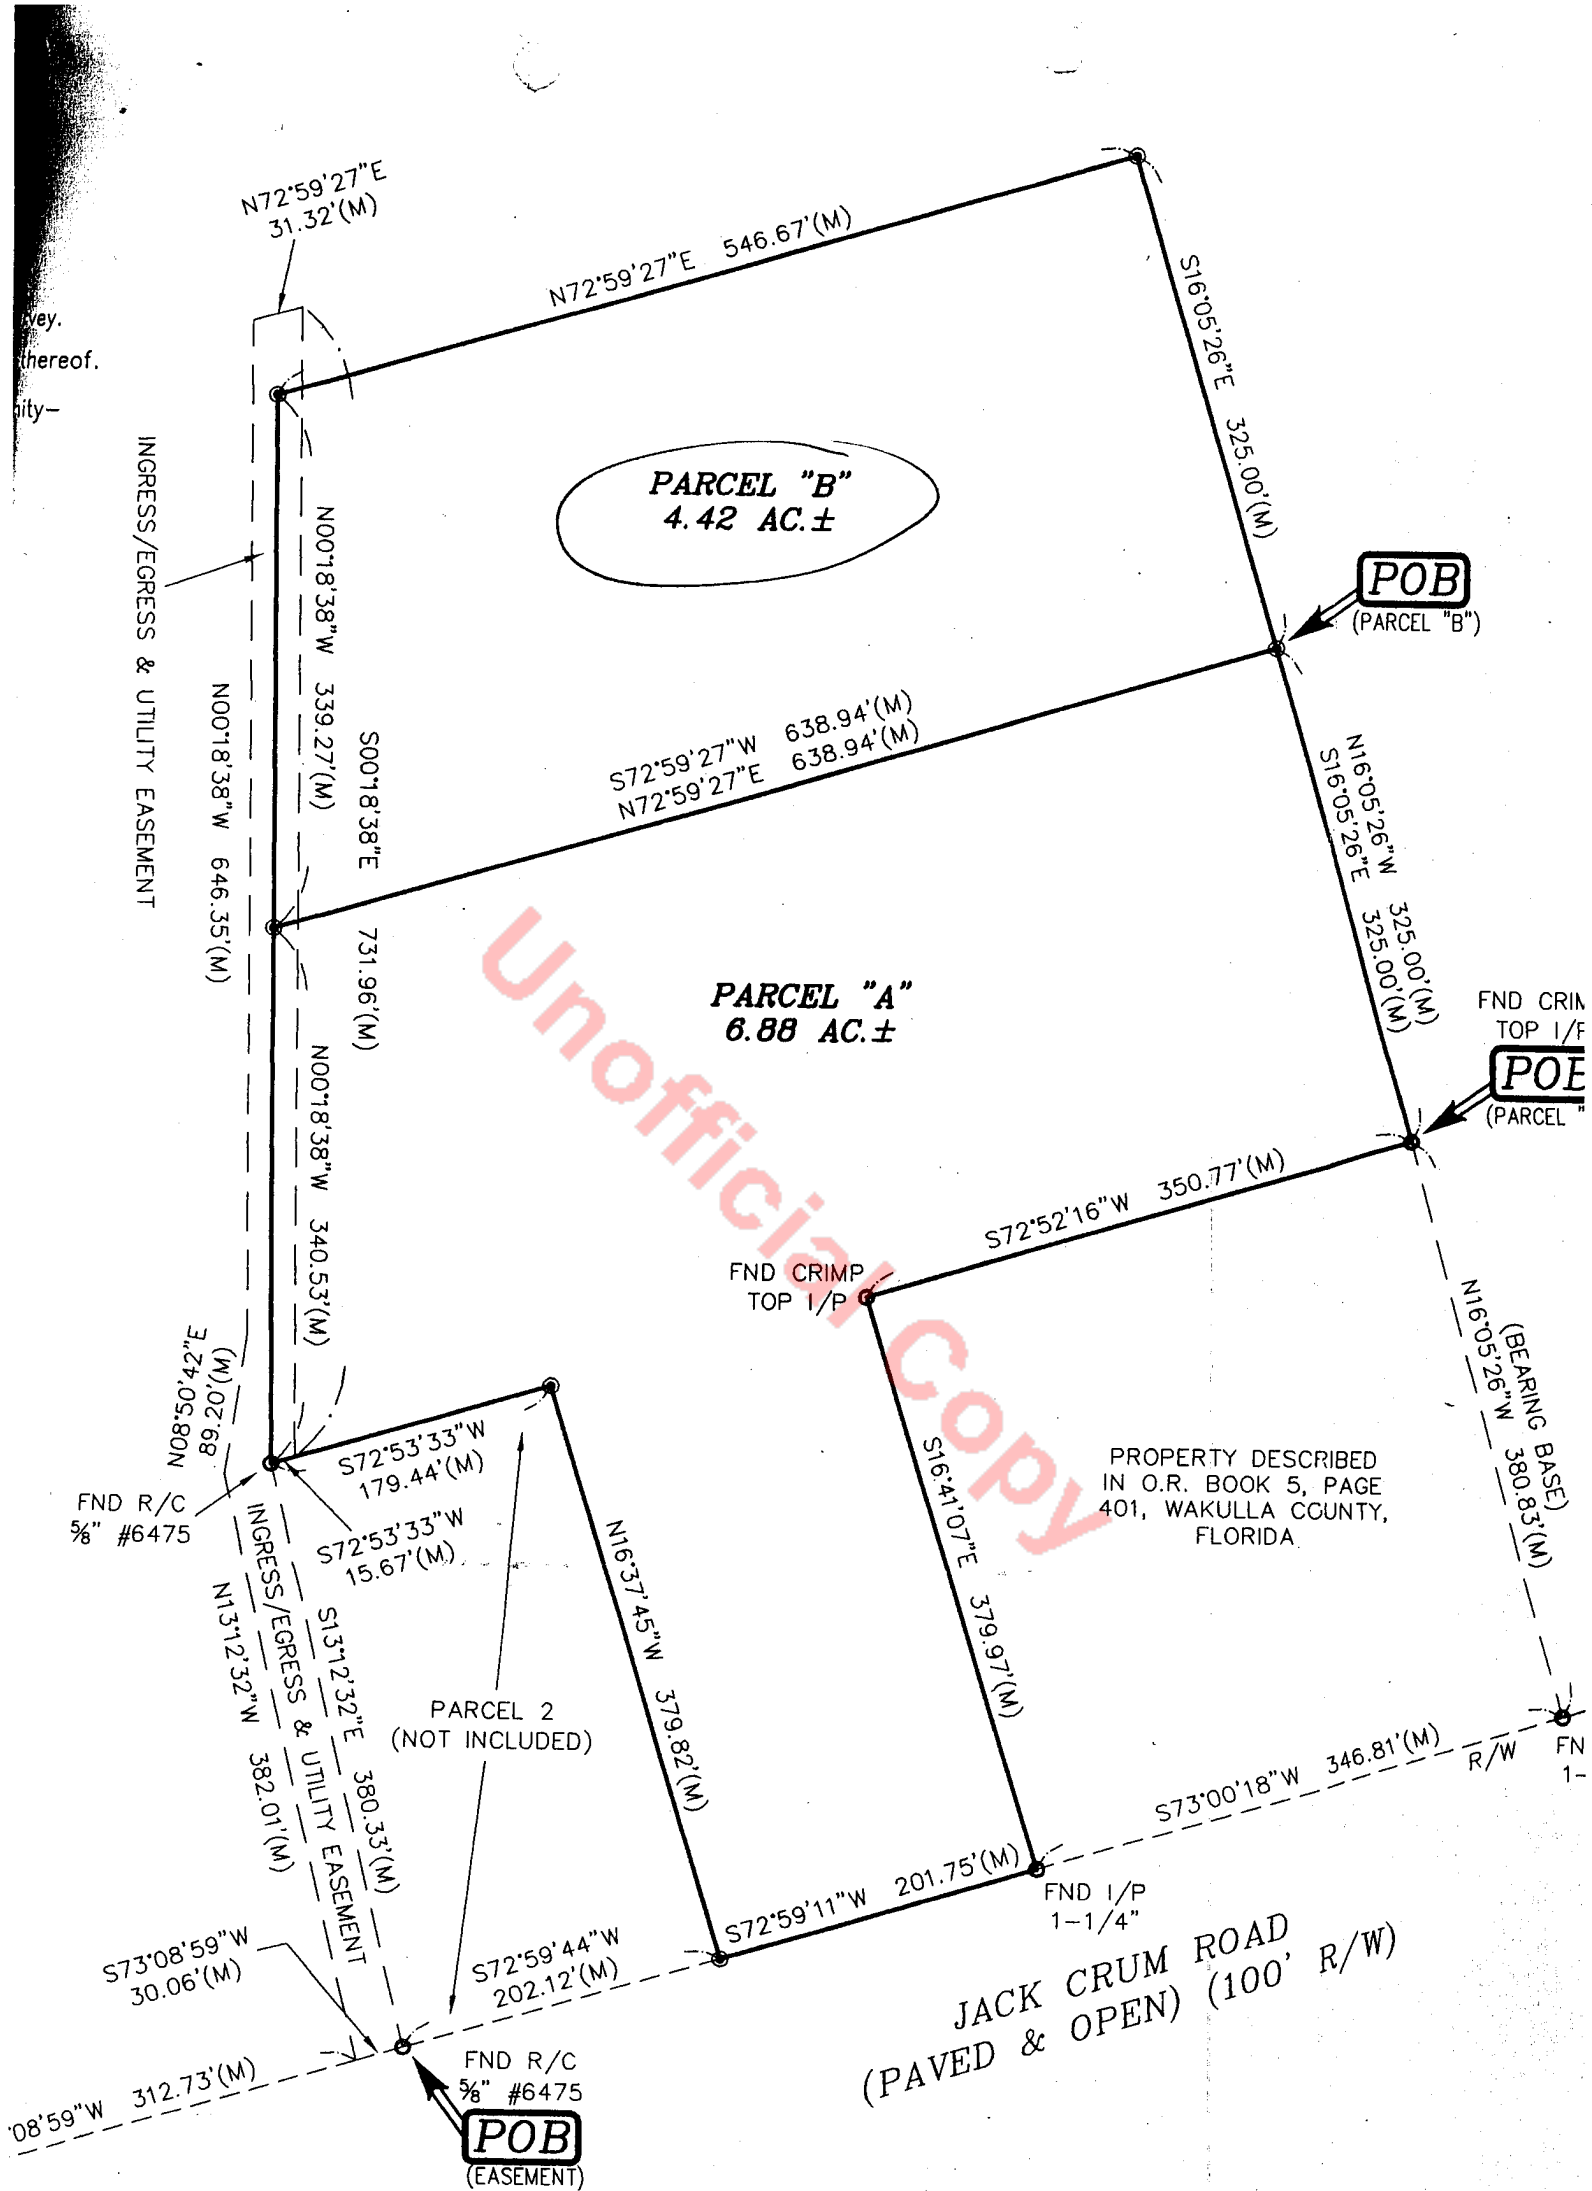 N72°59'27"E
31.32'(M)
N72°59'27"E 546.67'(M)
S16°05'26"E 325.00'(M)
vey.
thereof.
ity–
INGRESS/EGRESS & UTILITY EASEMENT
PARCEL "B"
4.42 AC.±
N00°18'38"W 339.27'(M)
N00°18'38"W 646.35'(M)
S00°18'38"E 731.96'(M)
POB
(PARCEL "B")
S72°59'27"W 638.94'(M)
N72°59'27"E 638.94'(M)
N16°05'26"W 325.00'(M)
S16°05'26"E 325.00'(M)
PARCEL "A"
6.88 AC.±
FND CRIM
TOP I/P
POB
(PARCEL "
N00°18'38"W 340.53'(M)
S72°52'16"W 350.77'(M)
FND CRIMP
TOP I/P
N08°50'42"E
89.20'(M)
S72°53'33"W
179.44'(M)
FND R/C
⅝" #6475
S72°53'33"W
15.67'(M)
N16°05'26"W 380.83'(M)
(BEARING BASE)
PROPERTY DESCRIBED
IN O.R. BOOK 5, PAGE
401, WAKULLA COUNTY,
FLORIDA
S16°41'07"E 379.97'(M)
N16°37'45"W 379.82'(M)
INGRESS/EGRESS & UTILITY EASEMENT
N13°12'32"W 382.01'(M)
S13°12'32"E 380.33'(M)
PARCEL 2
(NOT INCLUDED)
S73°00'18"W 346.81'(M)
R/W
FN
1-
S72°59'11"W 201.75'(M)
FND I/P
1-1/4"
S73°08'59"W
30.06'(M)
S72°59'44"W
202.12'(M)
JACK CRUM ROAD
(PAVED & OPEN) (100' R/W)
'08'59"W 312.73'(M)
FND R/C
⅝" #6475
POB
(EASEMENT)
Unofficial Copy